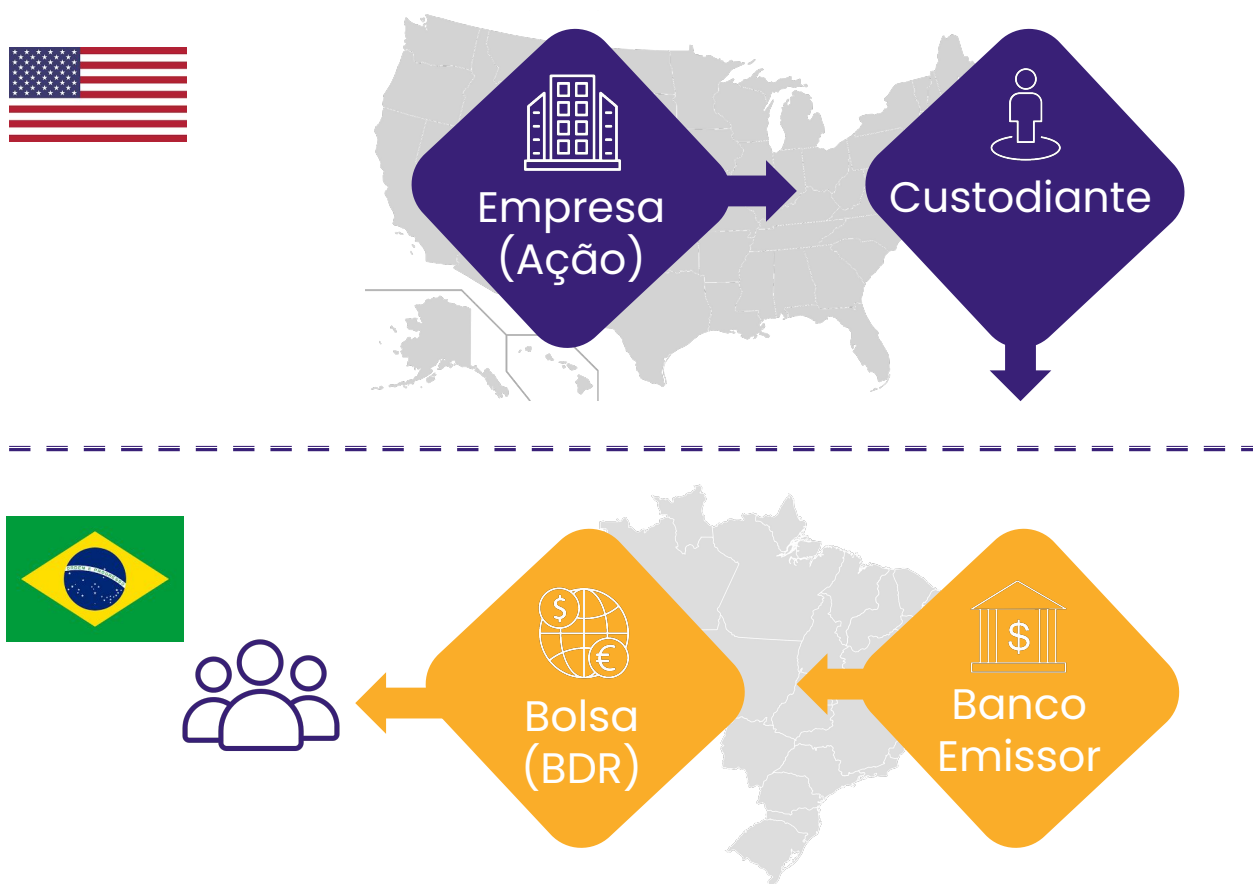 Empresa
(Ação)
Custodiante
$
€
Bolsa
(BDR)
$
Banco
Emissor